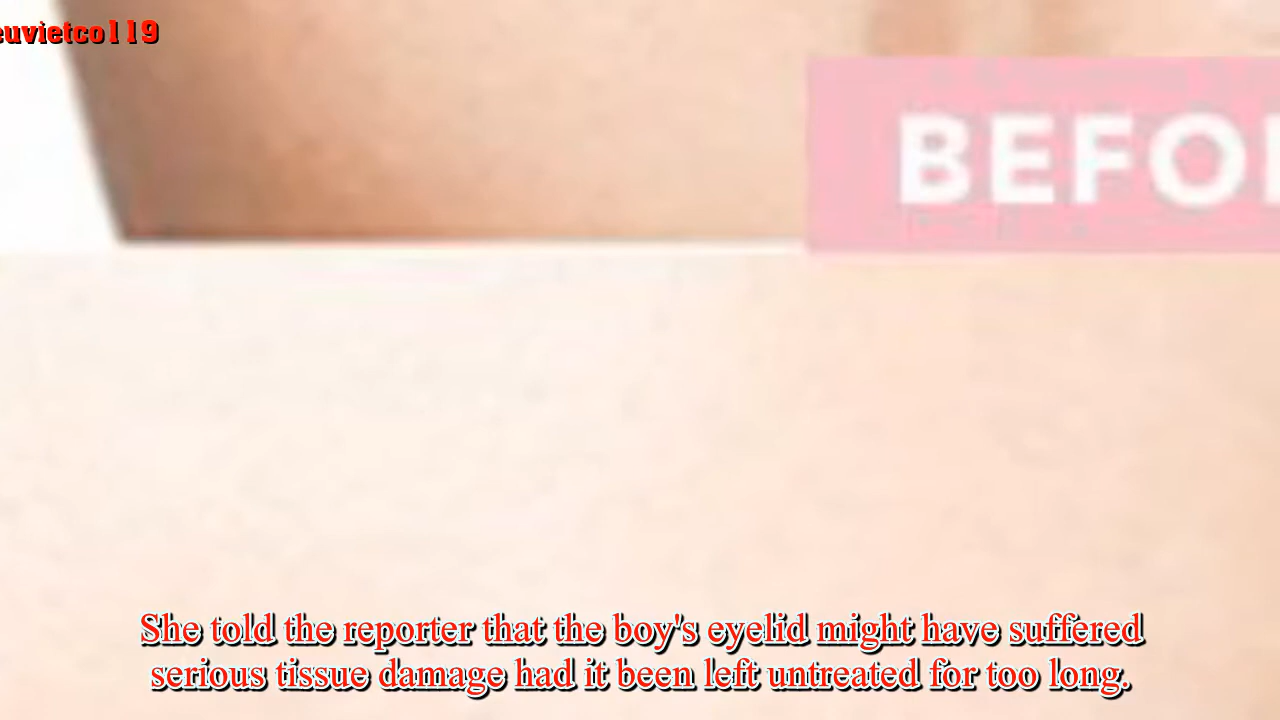 euvietco119
BEFO
She told the reporter that the boy's eyelid might have suffered
serious tissue damage had it been left untreated for too long.